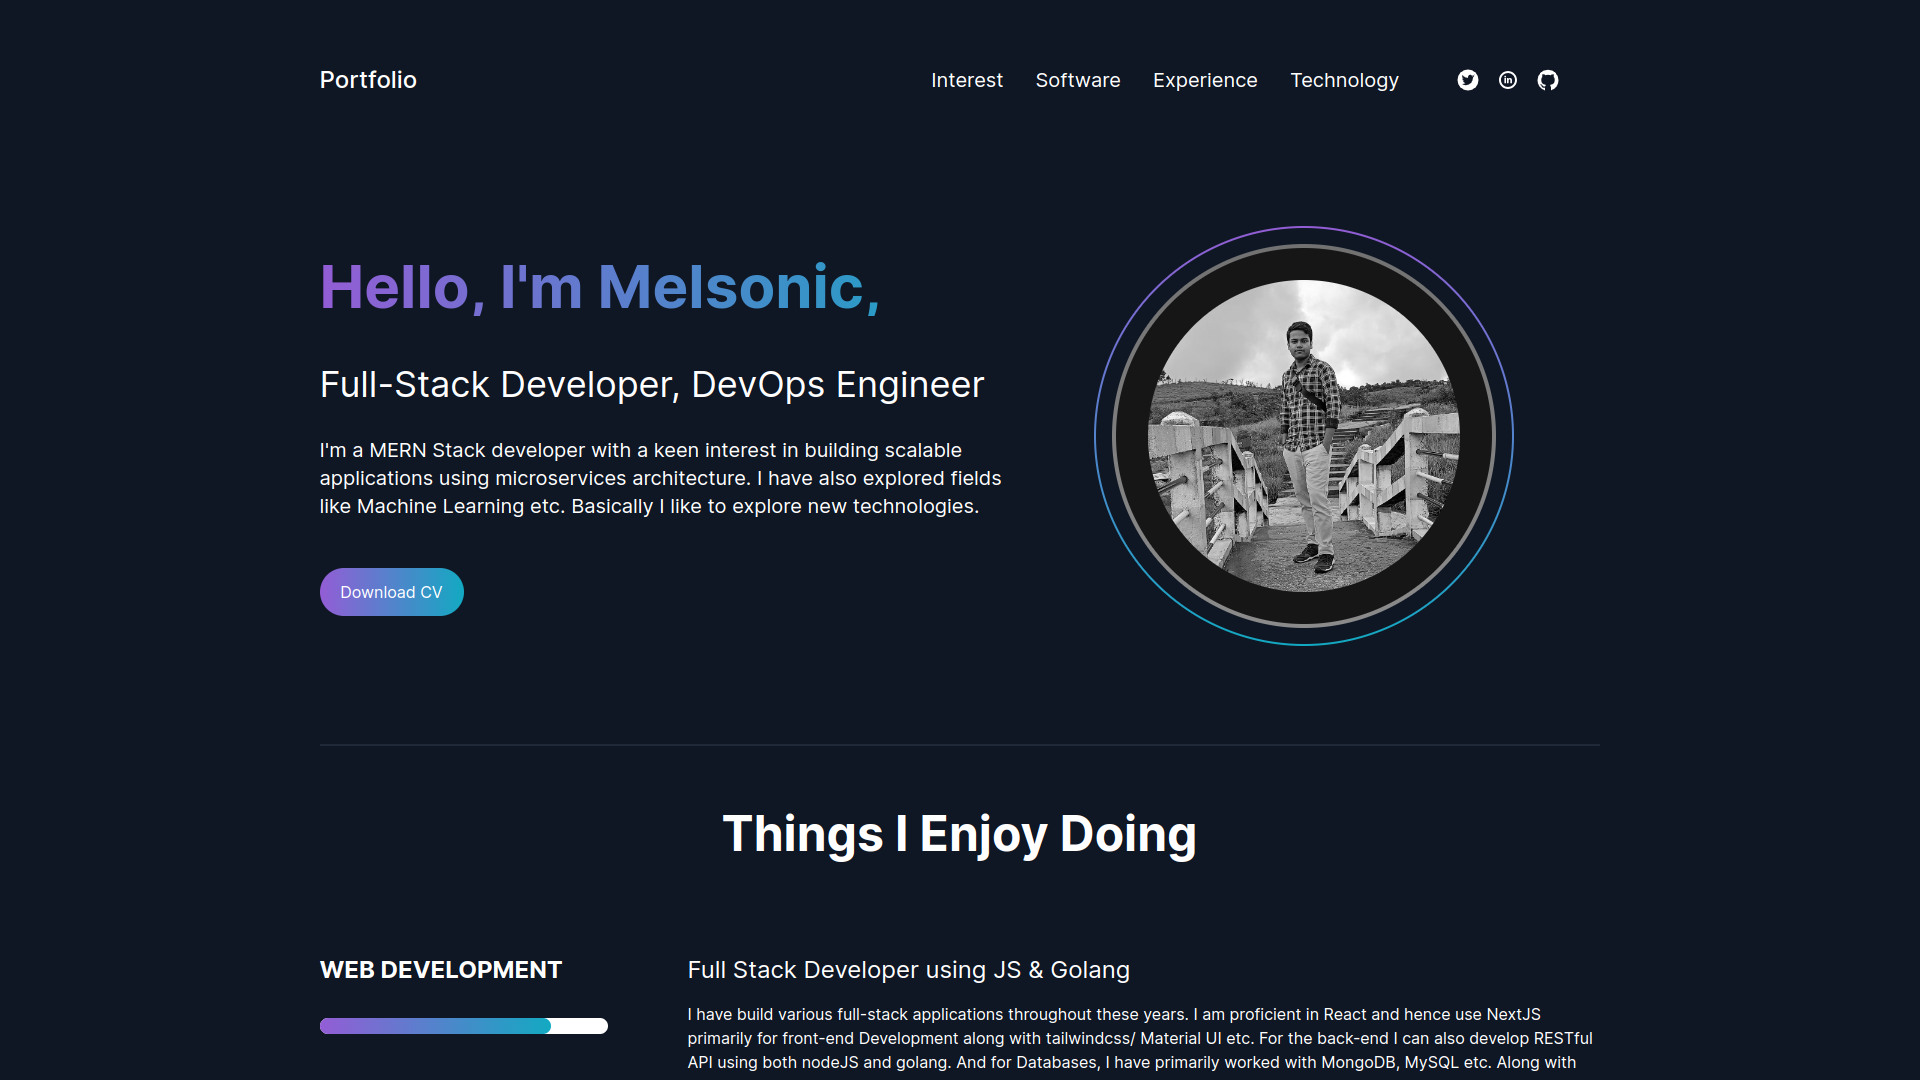 Portfolio
Interest Software Experience Technology
Hello, I'm Melsonic,
Full-Stack Developer, DevOps Engineer
I'm a MERN Stack developer with a keen interest in building scalable
applications using microservices architecture. I have also explored fields
like Machine Learning etc. Basically I like to explore new technologies.
Download CV
Things I Enjoy Doing
WEB DEVELOPMENT
Full Stack Developer using JS & Golang
I have build various full-stack applications throughout these years. I am proficient in React and hence use NextJS
primarily for front-end Development along with tailwindcss/ Material UI etc. For the back-end I can also develop RESTful
API using both nodeJS and golang. And for Databases, I have primarily worked with MongoDB, MySQL etc. Along with